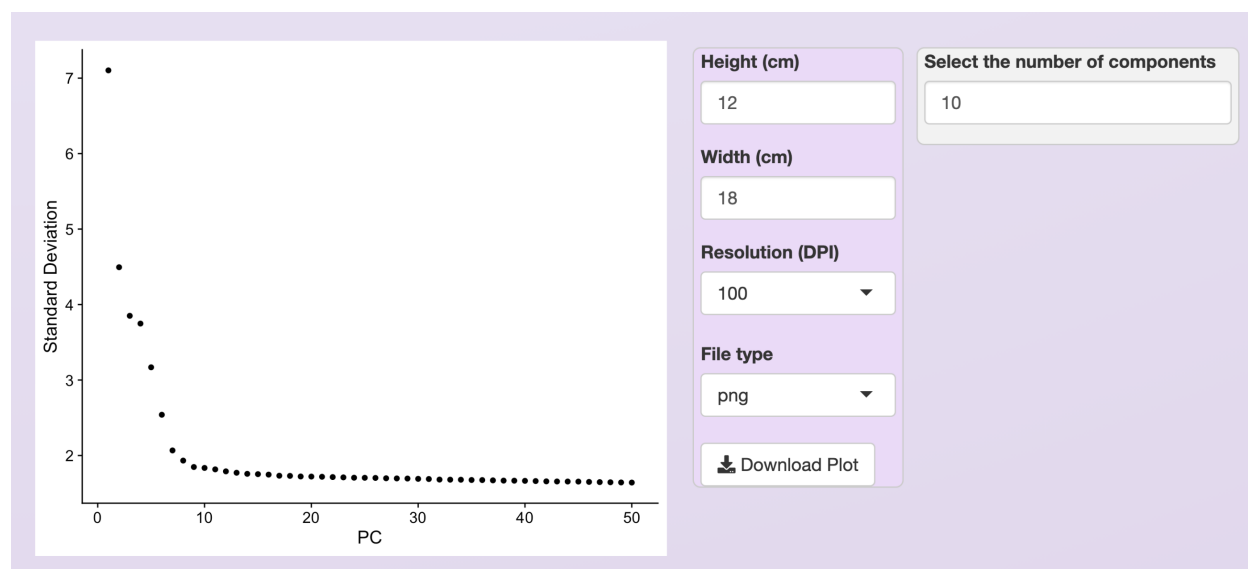 7
6
5
4
3
2
Standard Deviation
0 10 20 30 40 50
PC
Height (cm)
12
Width (cm)
18
Resolution (DPI)
100
File type
png
Download Plot
Select the number of components
10